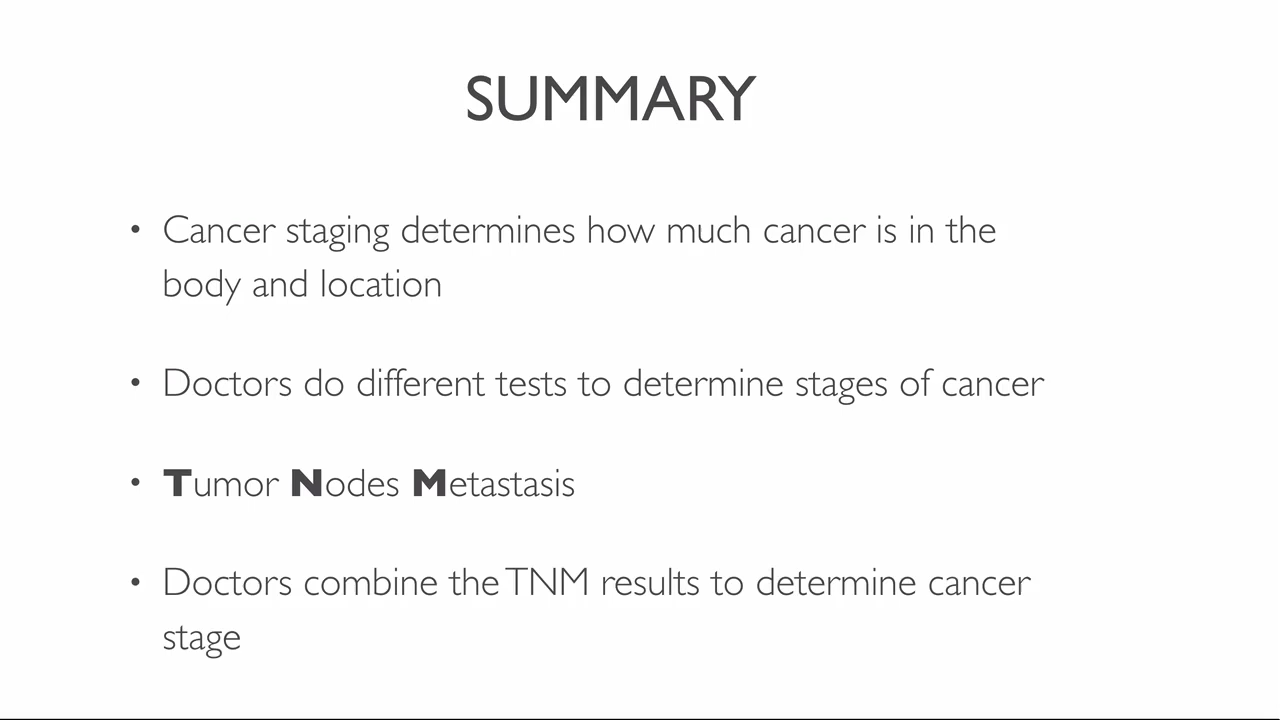 SUMMARY
• Cancer staging determines how much cancer is in the
body and location
• Doctors do different tests to determine stages of cancer
• Tumor Nodes Metastasis
• Doctors combine the TNM results to determine cancer
stage